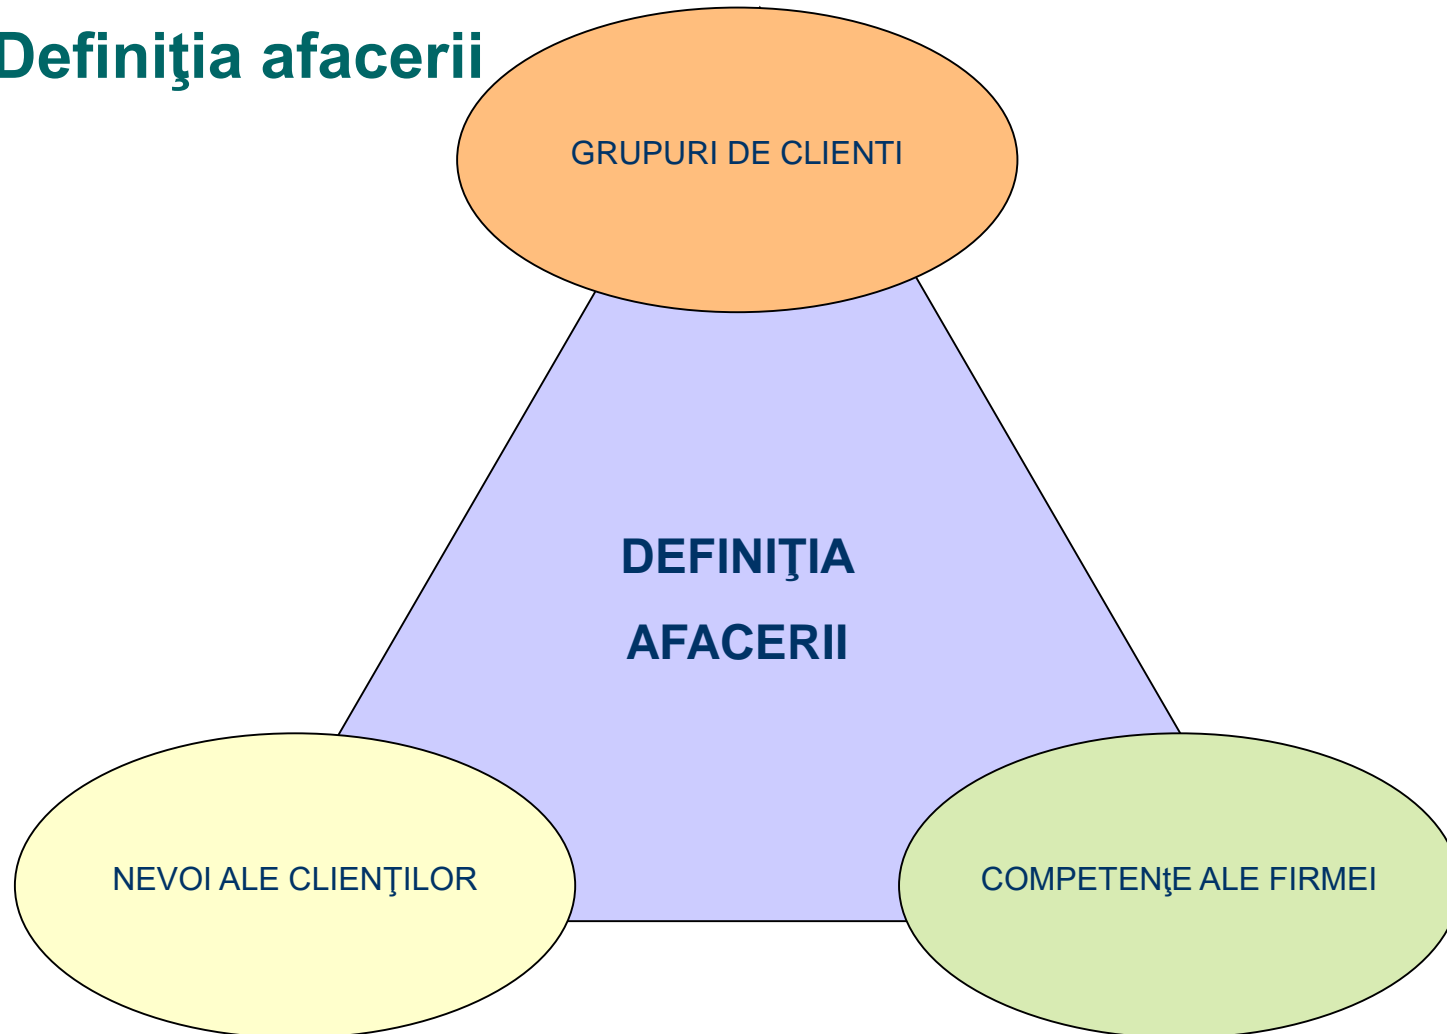 Definiţia afacerii
GRUPURI DE CLIENTI
DEFINIŢIA
AFACERII
NEVOI ALE CLIENŢILOR
COMPETENţE ALE FIRMEI